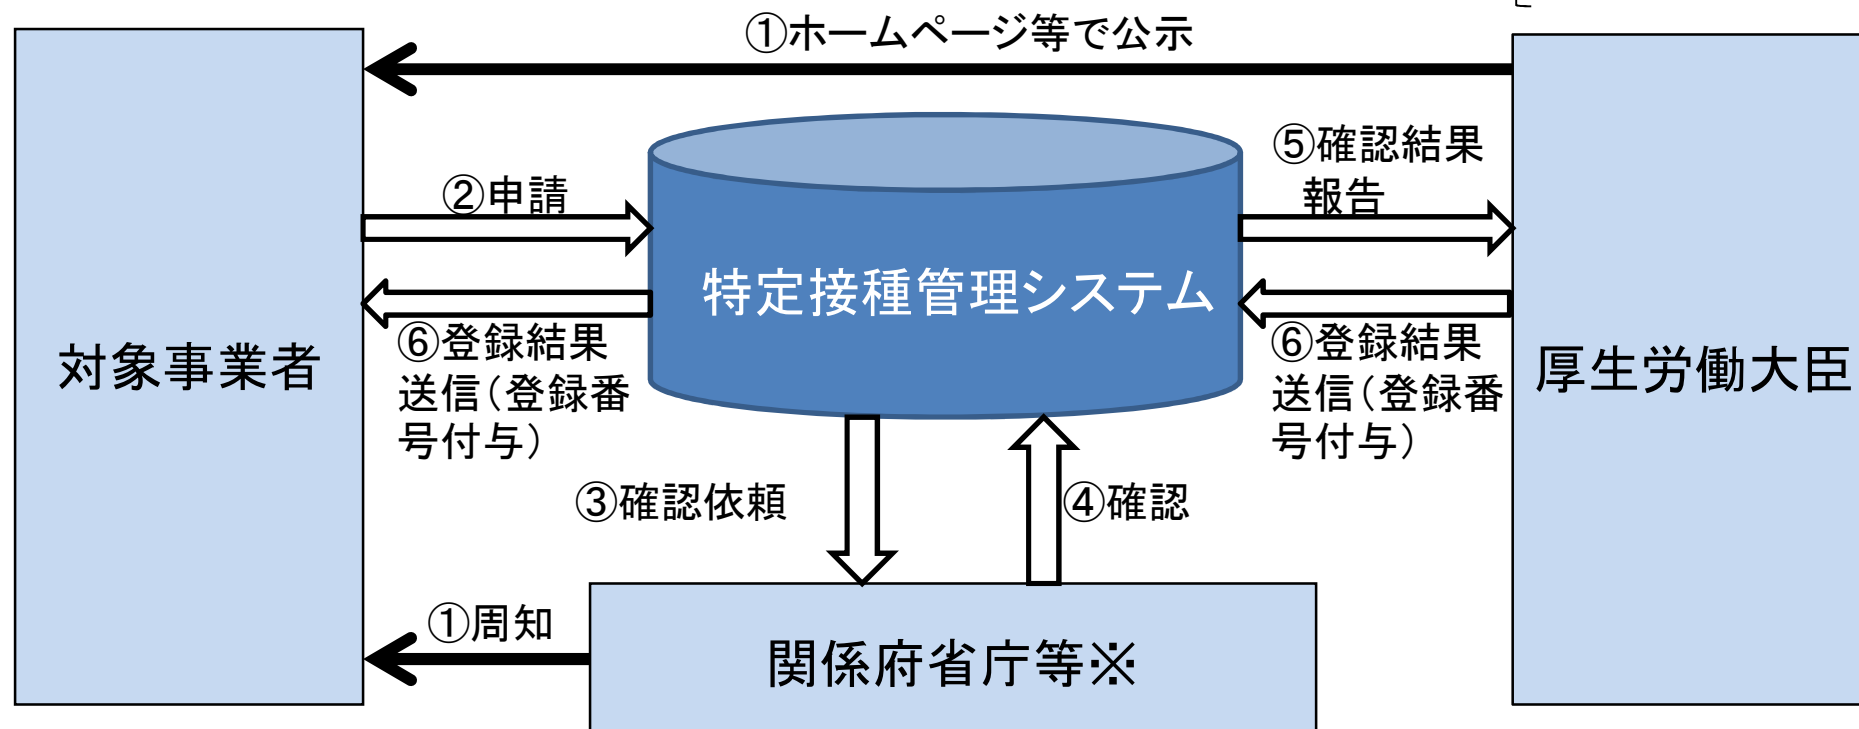 ①ホームページ等で公示
②申請
⑤確認結果
報告
特定接種管理システム
対象事業者
⑥登録結果
送信(登録番
号付与)
⑥登録結果
送信(登録番
号付与)
厚生労働大臣
③確認依頼
④確認
①周知
関係府省庁等※